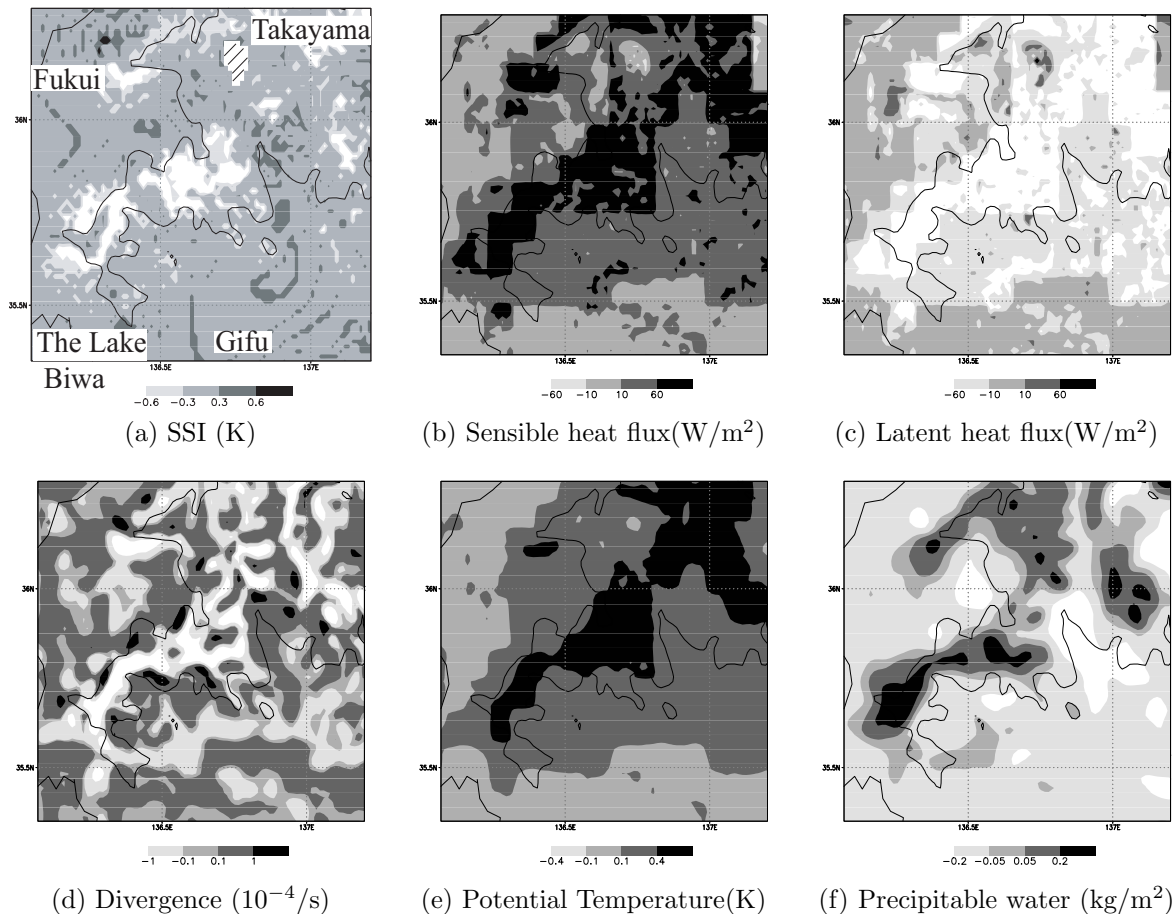 Takayama
Fukui
36N
35.5N
The Lake
Biwa
Gifu
136.5E
137E
−0.6 −0.3 0.3 0.6
(a) SSI (K)
36N
35.5N
136.5E
137E
−60 −10 10 60
(b) Sensible heat flux(W/m²)
36N
35.5N
136.5E
137E
−60 −10 10 60
(c) Latent heat flux(W/m²)
36N
35.5N
136.5E
137E
−1 −0.1 0.1 1
(d) Divergence (10⁻⁴/s)
36N
35.5N
136.5E
137E
−0.4 −0.1 0.1 0.4
(e) Potential Temperature(K)
36N
35.5N
136.5E
137E
−0.2 −0.05 0.05 0.2
(f) Precipitable water (kg/m²)